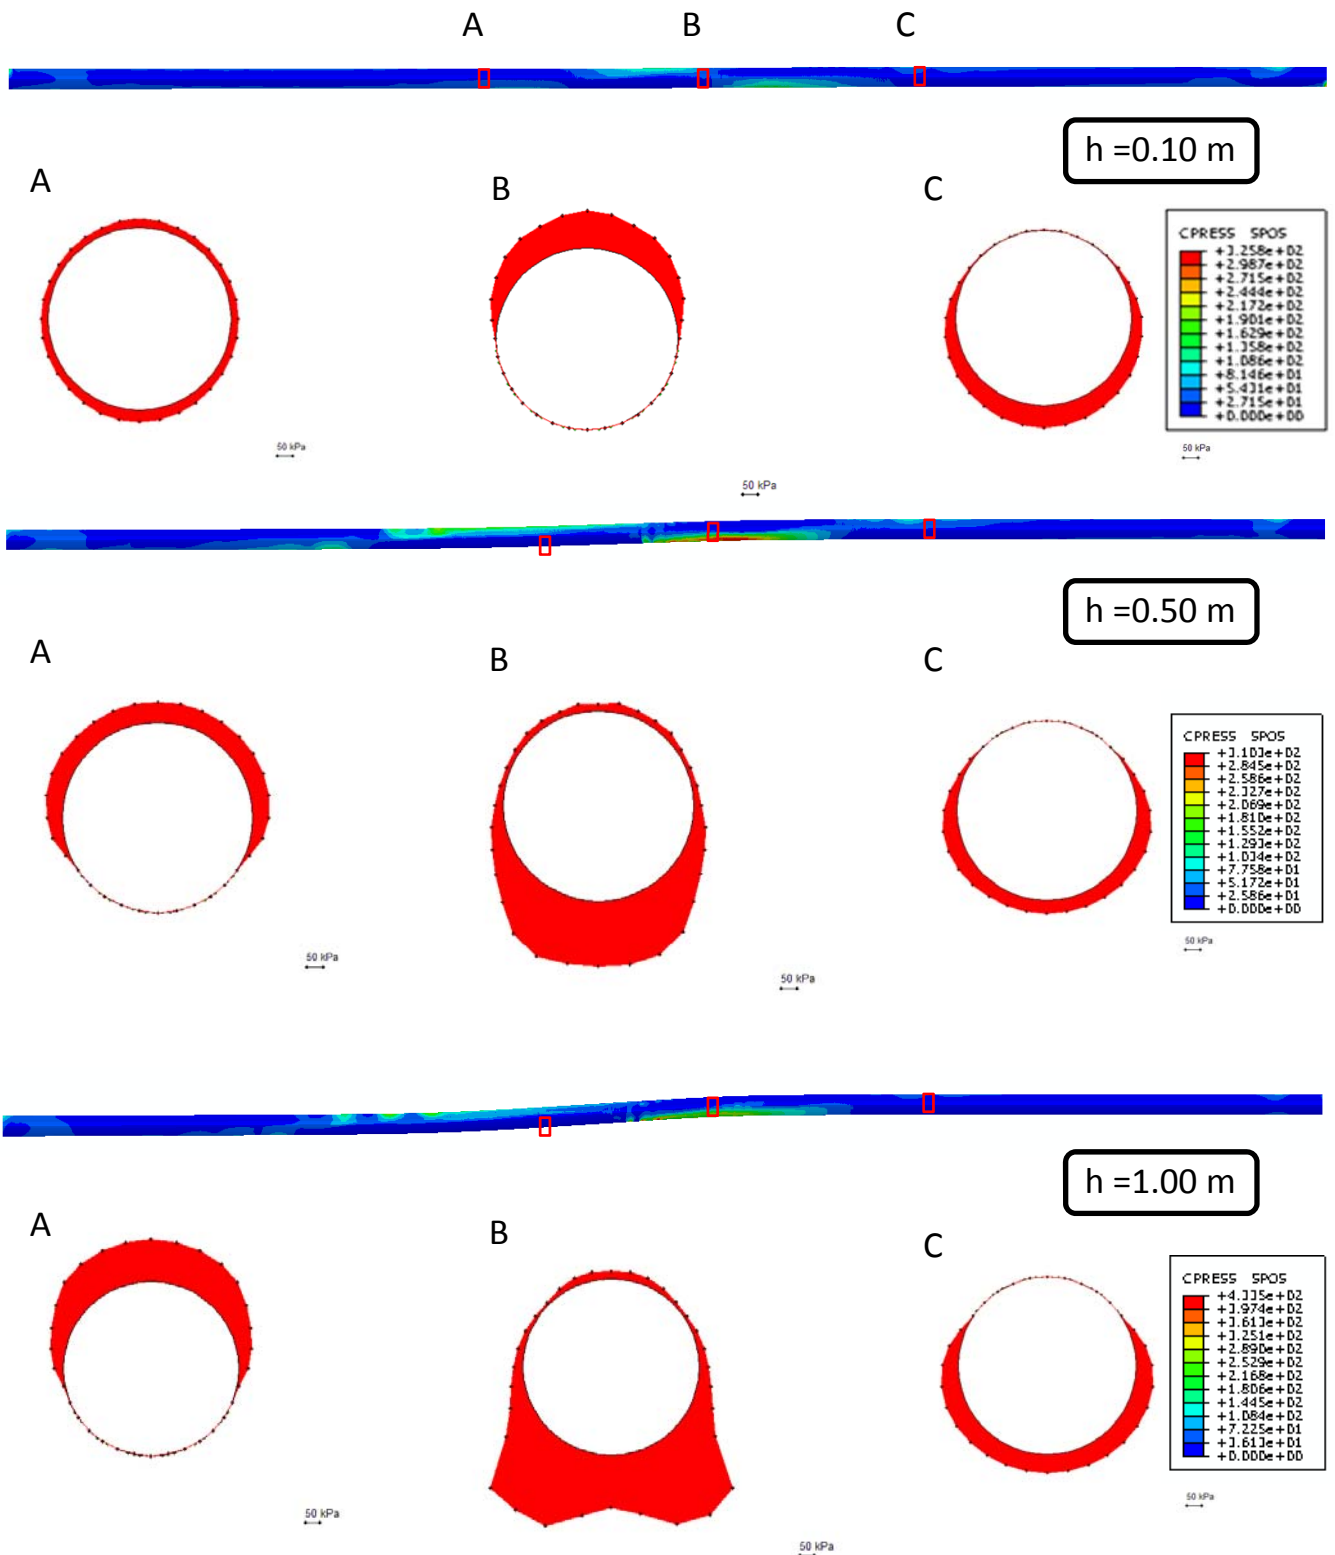 A B C
h =0.10 m
A B C
CPRESS SPOS
+3.258e+02
+2.987e+02
+2.715e+02
+2.444e+02
+2.172e+02
+1.901e+02
+1.629e+02
+1.358e+02
+1.086e+02
+8.146e+01
+5.431e+01
+2.715e+01
+0.000e+00
50 kPa
50 kPa
50 kPa
h =0.50 m
A B C
CPRESS SPOS
+3.103e+02
+2.845e+02
+2.586e+02
+2.327e+02
+2.069e+02
+1.810e+02
+1.552e+02
+1.293e+02
+1.034e+02
+7.758e+01
+5.172e+01
+2.586e+01
+0.000e+00
50 kPa
50 kPa
50 kPa
h =1.00 m
A B C
CPRESS SPOS
+4.335e+02
+3.974e+02
+3.613e+02
+3.251e+02
+2.890e+02
+2.529e+02
+2.168e+02
+1.806e+02
+1.445e+02
+1.084e+02
+7.225e+01
+3.613e+01
+0.000e+00
50 kPa
50 kPa
50 kPa